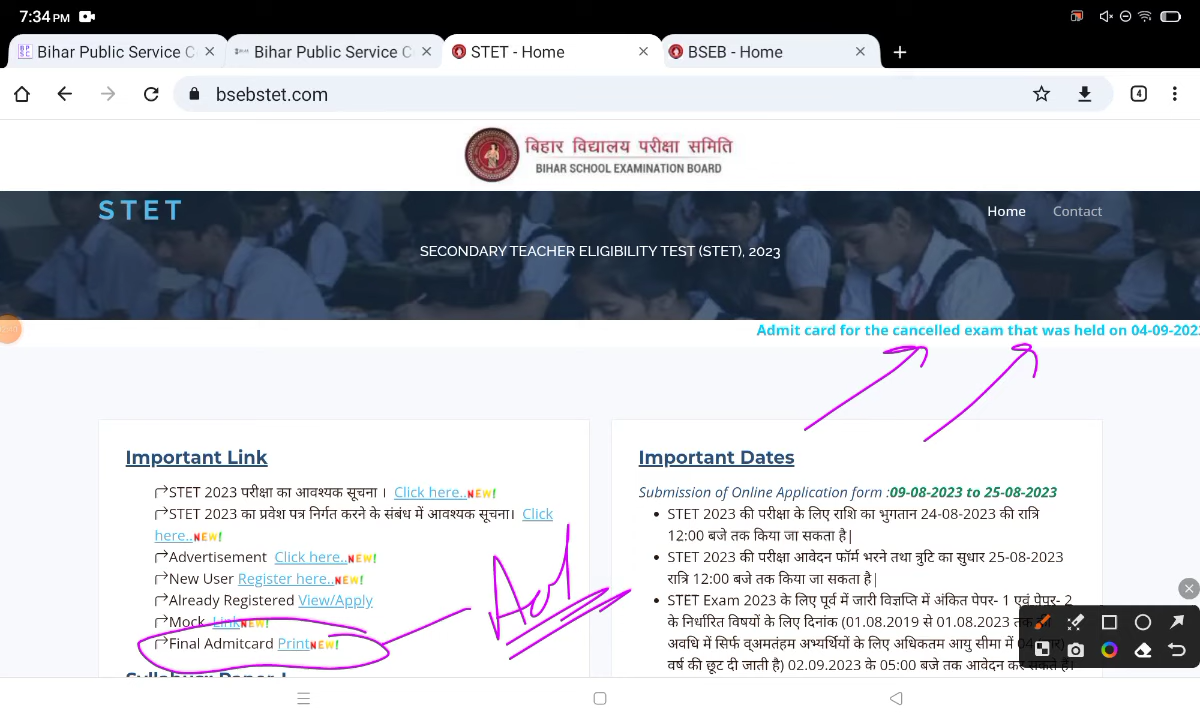 7:34 PM
Bihar Public Service C
Bihar Public Service C
STET - Home
BSEB - Home
bsebstet.com
4
बिहार विद्यालय परीक्षा समिति
BIHAR SCHOOL EXAMINATION BOARD
STET
Home
Contact
SECONDARY TEACHER ELIGIBILITY TEST (STET), 2023
Admit card for the cancelled exam that was held on 04-09-202
Important Link
STET 2023 परीक्षा का आवश्यक सूचना । Click here..NEW!
STET 2023 का प्रवेश पत्र निर्गत करने के संबंध में आवश्यक सूचना। Click
here..NEW!
Advertisement Click here..NEW!
New User Register here..NEW!
Already Registered View/Apply
Mock Link NEW!
Final Admitcard Print NEW!
Important Dates
Submission of Online Application form :09-08-2023 to 25-08-2023
STET 2023 की परीक्षा के लिए राशि का भुगतान 24-08-2023 की रात्रि
12:00 बजे तक किया जा सकता है|
STET 2023 की परीक्षा आवेदन फॉर्म भरने तथा त्रुटि का सुधार 25-08-2023
रात्रि 12:00 बजे तक किया जा सकता है|
STET Exam 2023 के लिए पूर्व में जारी विज्ञप्ति में अंकित पेपर- 1 एवं पेपर- 2
के निर्धारित विषयों के लिए दिनांक (01.08.2019 से 01.08.2023 तक
अवधि में सिर्फ व्अमतहम अभ्यर्थियों के लिए अधिकतम आयु सीमा में 04
वर्ष की छूट दी जाती है) 02.09.2023 के 05:00 बजे तक आवेदन कर सकते है।